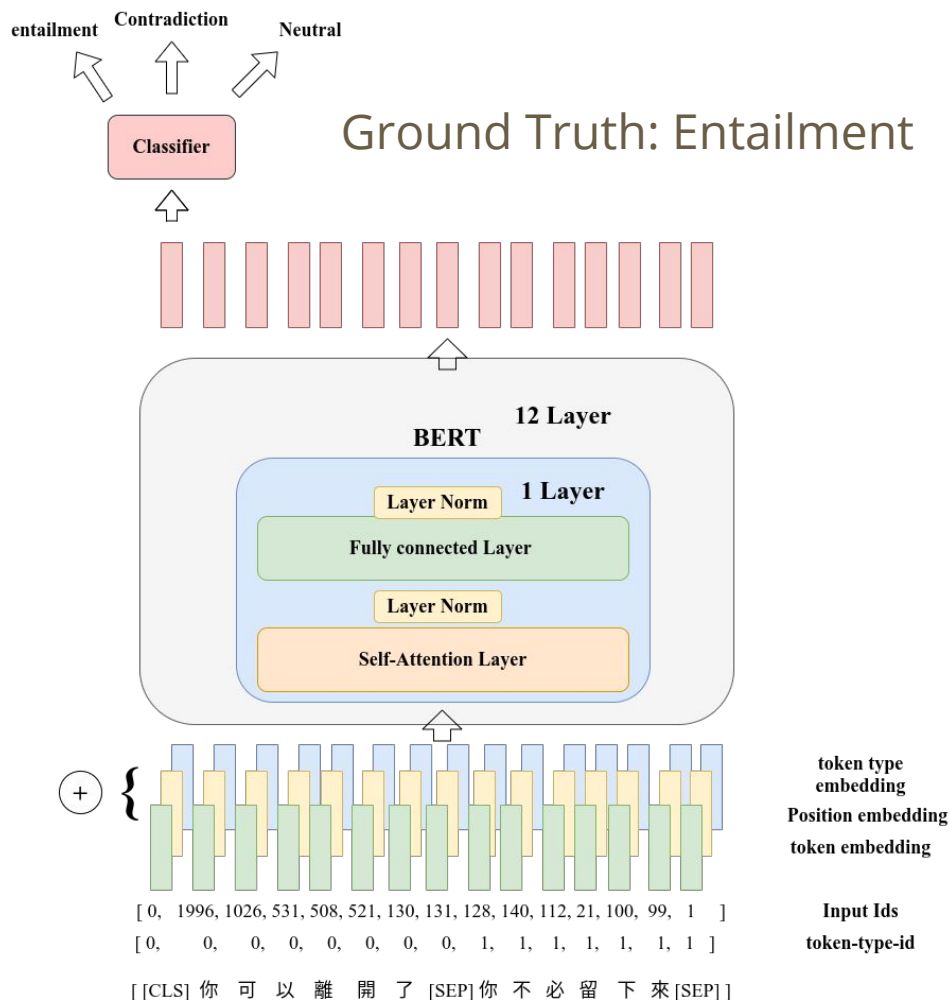 entailment
Contradiction
Neutral
Classifier
Ground Truth: Entailment
12 Layer
BERT
1 Layer
Layer Norm
Fully connected Layer
Layer Norm
Self-Attention Layer
+ {
token type
embedding
Position embedding
token embedding
[ 0, 1996, 1026, 531, 508, 521, 130, 131, 128, 140, 112, 21, 100, 99, 1 ] Input Ids
[ 0, 0, 0, 0, 0, 0, 0, 0, 1, 1, 1, 1, 1, 1, 1 ] token-type-id
[ [CLS] 你 可 以 離 開 了 [SEP] 你 不 必 留 下 來 [SEP] ]